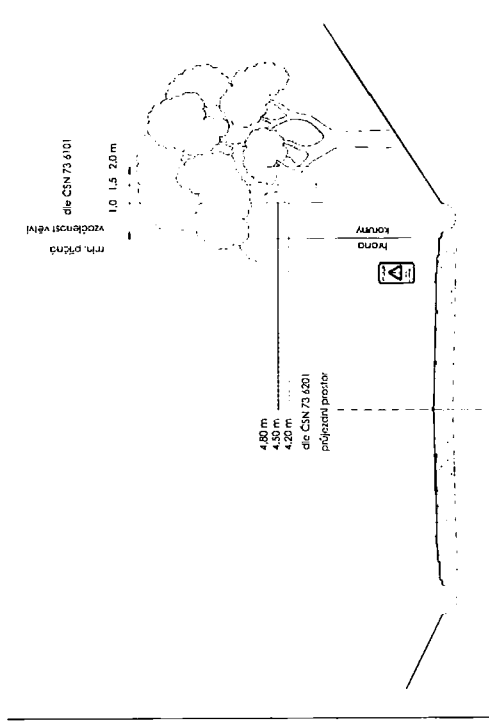 min. příčná
vzdálenost větví
dle ČSN 73 6101
1,0 1,5 2,0 m
hrana
koruny
4,80 m
4,50 m
4,20 m
dle ČSN 73 6201
průjezdní prostor